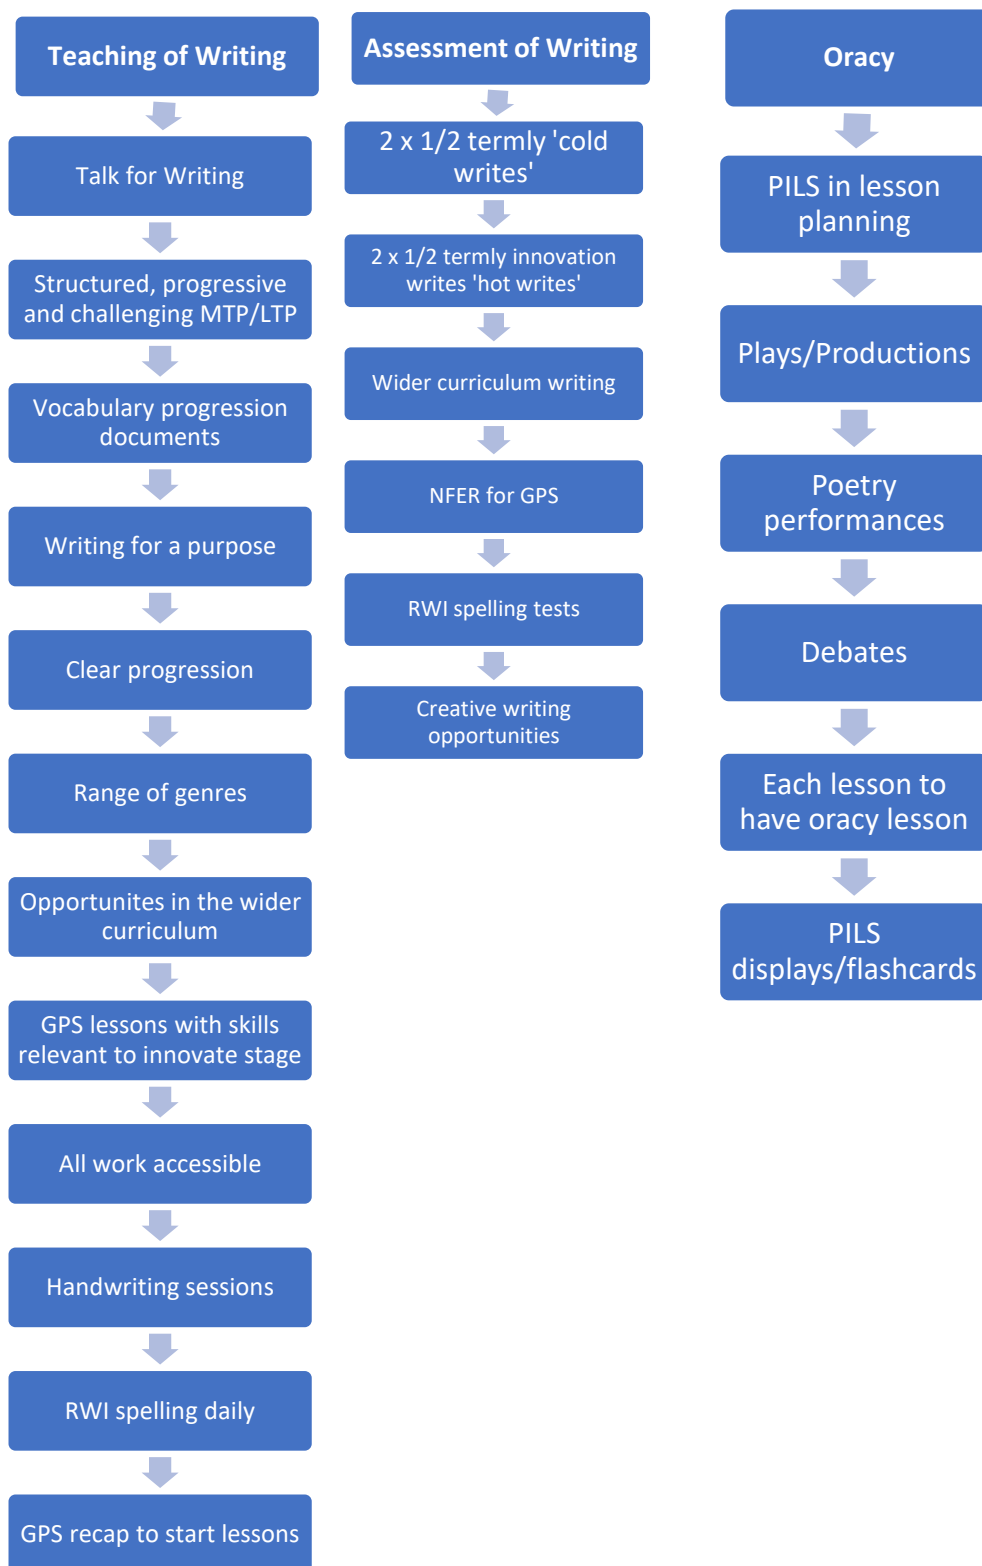 Teaching of Writing
Talk for Writing
Structured, progressive
and challenging MTP/LTP
Vocabulary progression
documents
Writing for a purpose
Clear progression
Range of genres
Opportunites in the wider
curriculum
GPS lessons with skills
relevant to innovate stage
All work accessible
Handwriting sessions
RWI spelling daily
GPS recap to start lessons
Assessment of Writing
2 x 1/2 termly 'cold
writes'
2 x 1/2 termly innovation
writes 'hot writes'
Wider curriculum writing
NFER for GPS
RWI spelling tests
Creative writing
opportunities
Oracy
PILS in lesson
planning
Plays/Productions
Poetry
performances
Debates
Each lesson to
have oracy lesson
PILS
displays/flashcards